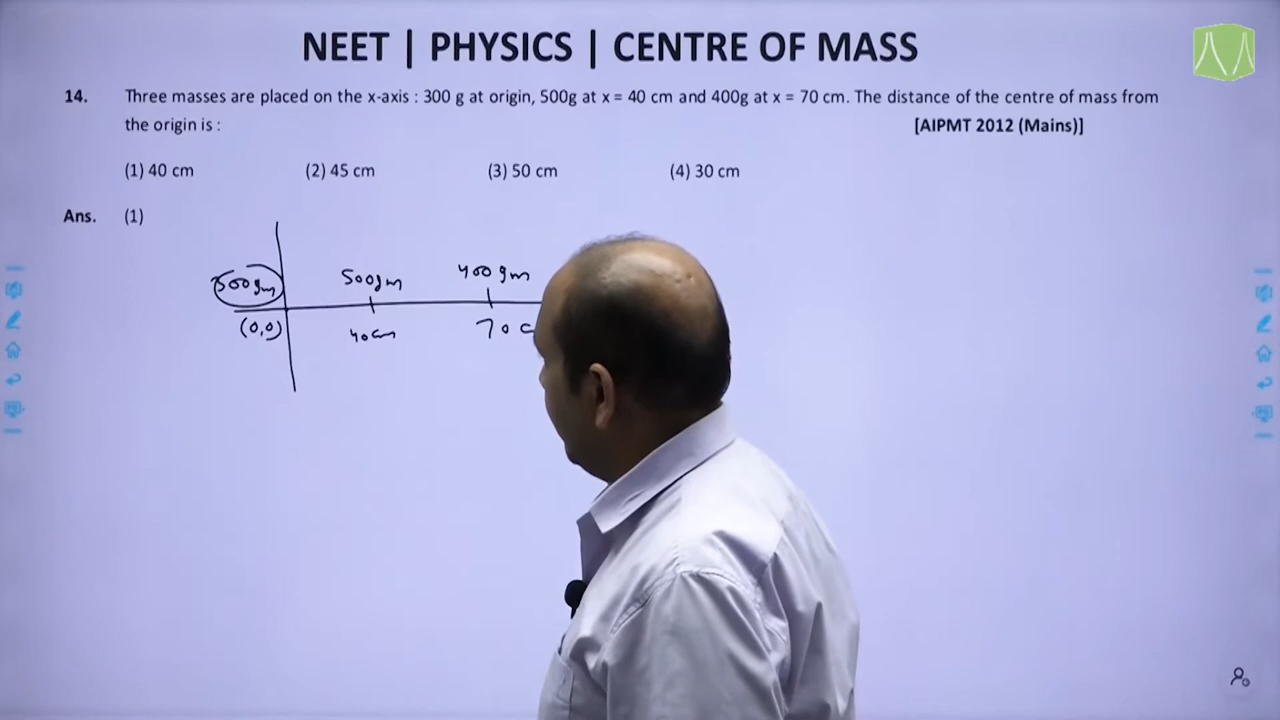 NEET | PHYSICS | CENTRE OF MASS
14. Three masses are placed on the x-axis : 300 g at origin, 500g at x = 40 cm and 400g at x = 70 cm. The distance of the centre of mass from
the origin is : [AIPMT 2012 (Mains)]
(1) 40 cm (2) 45 cm (3) 50 cm (4) 30 cm
Ans. (1)
300gm 500gm 400gm
(0,0) 40cm 70 c